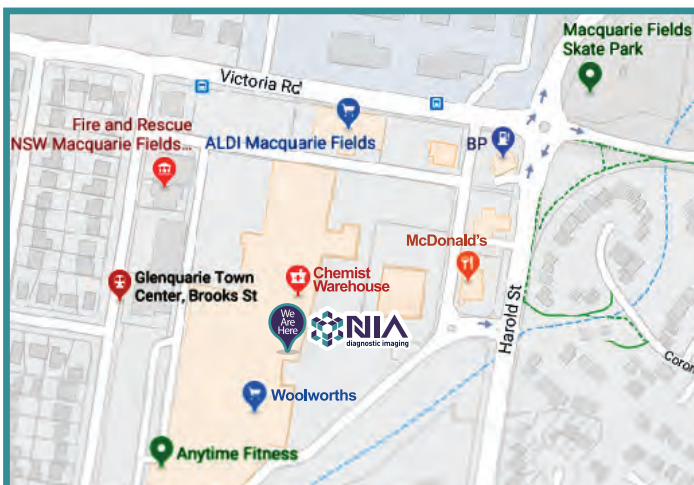 Macquarie Fields
Skate Park
Victoria Rd
Fire and Rescue
NSW Macquarie Fields...
ALDI Macquarie Fields
BP
McDonald's
Glenquarie Town
Center, Brooks St
Chemist
Warehouse
We
Are
Here
NIA
diagnostic imaging
Harold St
Woolworths
Anytime Fitness
Corom